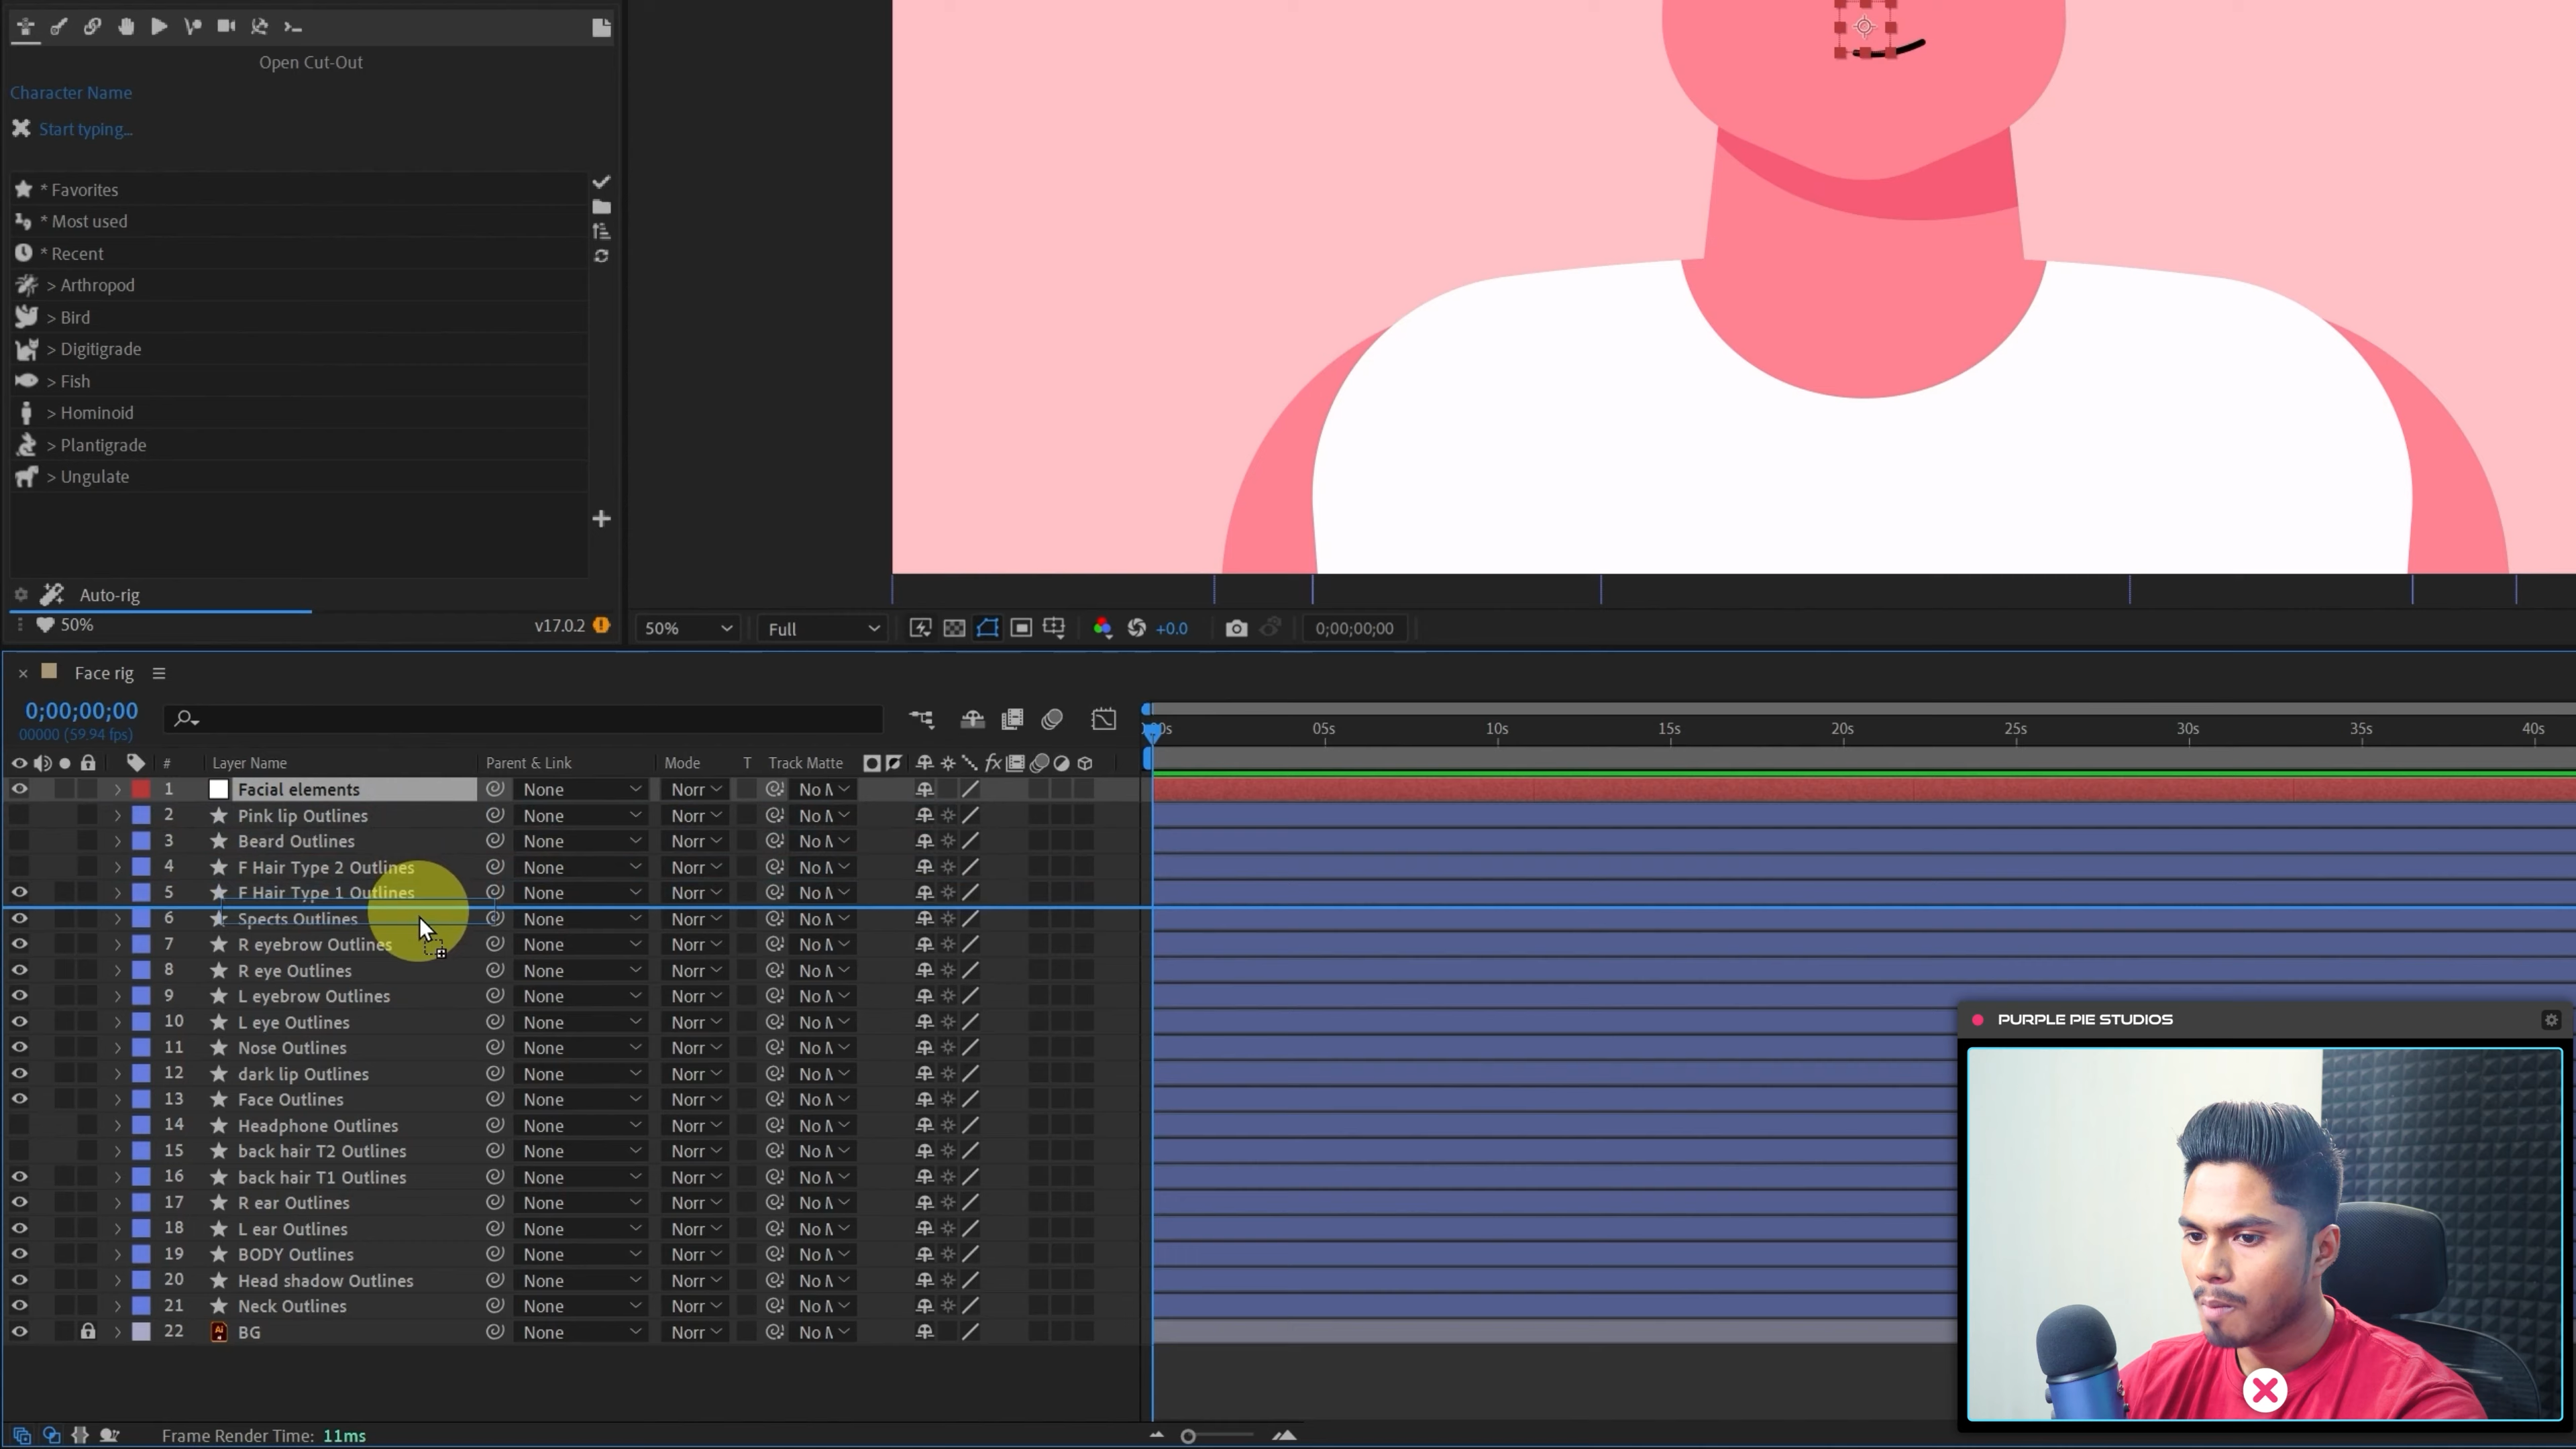 Open Cut-Out
Character Name
Start typing...
* Favorites
* Most used
* Recent
> Arthropod
> Bird
> Digitigrade
> Fish
> Hominoid
> Plantigrade
> Ungulate
Auto-rig
50%
v17.0.2
50%
Full
+0.0
0;00;00;00
Face rig
0;00;00;00
00000 (59.94 fps)
05s 10s 15s 20s 25s 30s 35s 40s
# Layer Name Parent & Link Mode T Track Matte fx
1 Facial elements None Norr No
2 Pink lip Outlines None Norr No
3 Beard Outlines None Norr No
4 F Hair Type 2 Outlines None Norr No
5 F Hair Type 1 Outlines None Norr No
6 Spects Outlines None Norr No
7 R eyebrow Outlines None Norr No
8 R eye Outlines None Norr No
9 L eyebrow Outlines None Norr No
10 L eye Outlines None Norr No
11 Nose Outlines None Norr No
12 dark lip Outlines None Norr No
13 Face Outlines None Norr No
14 Headphone Outlines None Norr No
15 back hair T2 Outlines None Norr No
16 back hair T1 Outlines None Norr No
17 R ear Outlines None Norr No
18 L ear Outlines None Norr No
19 BODY Outlines None Norr No
20 Head shadow Outlines None Norr No
21 Neck Outlines None Norr No
22 Ai BG None Norr No
PURPLE PIE STUDIOS
Frame Render Time: 11ms